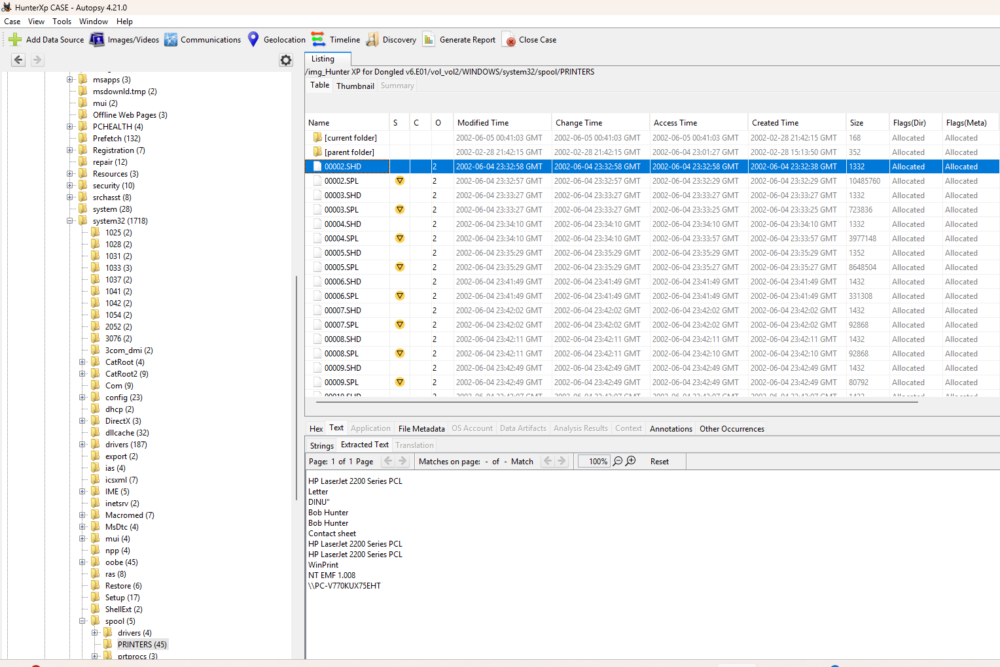 HunterXp CASE - Autopsy 4.21.0
Case View Tools Window Help
Add Data Source Images/Videos Communications Geolocation Timeline Discovery Generate Report Close Case
msapps (3)
msdownld.tmp (2)
mui (2)
Offline Web Pages (3)
PCHEALTH (4)
Prefetch (132)
Registration (7)
repair (12)
Resources (3)
security (10)
srchasst (8)
system (28)
system32 (1718)
1025 (2)
1028 (2)
1031 (2)
1033 (3)
1037 (2)
1041 (2)
1042 (2)
1054 (2)
2052 (2)
3076 (2)
3com_dmi (2)
CatRoot (4)
CatRoot2 (9)
Com (9)
config (23)
dhcp (2)
DirectX (3)
dllcache (32)
drivers (187)
export (2)
ias (4)
icsxml (7)
IME (5)
inetsrv (2)
Macromed (7)
MsDtc (4)
mui (4)
npp (4)
oobe (45)
ras (8)
Restore (6)
Setup (17)
ShellExt (2)
spool (5)
drivers (4)
PRINTERS (45)
prtprocs (3)
Listing
/img_Hunter XP for Dongled v6.E01/vol_vol2/WINDOWS/system32/spool/PRINTERS
Table Thumbnail Summary
Name S C O Modified Time Change Time Access Time Created Time Size Flags(Dir) Flags(Meta)
[current folder] 2002-06-05 00:41:03 GMT 2002-06-05 00:41:03 GMT 2002-06-05 00:41:03 GMT 2002-02-28 21:42:15 GMT 168 Allocated Allocated
[parent folder] 2002-02-28 21:42:15 GMT 2002-02-28 21:42:15 GMT 2002-06-04 23:01:27 GMT 2002-02-28 15:13:50 GMT 352 Allocated Allocated
00002.SHD 2 2002-06-04 23:32:58 GMT 2002-06-04 23:32:58 GMT 2002-06-04 23:32:58 GMT 2002-06-04 23:32:38 GMT 1332 Allocated Allocated
00002.SPL 2 2002-06-04 23:32:57 GMT 2002-06-04 23:32:57 GMT 2002-06-04 23:32:57 GMT 2002-06-04 23:32:29 GMT 10485760 Allocated Allocated
00003.SHD 2 2002-06-04 23:33:27 GMT 2002-06-04 23:33:27 GMT 2002-06-04 23:33:27 GMT 2002-06-04 23:33:27 GMT 1332 Allocated Allocated
00003.SPL 2 2002-06-04 23:33:27 GMT 2002-06-04 23:33:27 GMT 2002-06-04 23:33:25 GMT 2002-06-04 23:33:25 GMT 723836 Allocated Allocated
00004.SHD 2 2002-06-04 23:34:10 GMT 2002-06-04 23:34:10 GMT 2002-06-04 23:34:10 GMT 2002-06-04 23:34:10 GMT 1332 Allocated Allocated
00004.SPL 2 2002-06-04 23:34:10 GMT 2002-06-04 23:34:10 GMT 2002-06-04 23:33:57 GMT 2002-06-04 23:33:57 GMT 3977148 Allocated Allocated
00005.SHD 2 2002-06-04 23:35:29 GMT 2002-06-04 23:35:29 GMT 2002-06-04 23:35:29 GMT 2002-06-04 23:35:29 GMT 1352 Allocated Allocated
00005.SPL 2 2002-06-04 23:35:29 GMT 2002-06-04 23:35:29 GMT 2002-06-04 23:35:29 GMT 2002-06-04 23:35:27 GMT 8648504 Allocated Allocated
00006.SHD 2 2002-06-04 23:41:49 GMT 2002-06-04 23:41:49 GMT 2002-06-04 23:41:49 GMT 2002-06-04 23:41:49 GMT 1432 Allocated Allocated
00006.SPL 2 2002-06-04 23:41:49 GMT 2002-06-04 23:41:49 GMT 2002-06-04 23:41:49 GMT 2002-06-04 23:41:49 GMT 331308 Allocated Allocated
00007.SHD 2 2002-06-04 23:42:02 GMT 2002-06-04 23:42:02 GMT 2002-06-04 23:42:02 GMT 2002-06-04 23:42:02 GMT 1432 Allocated Allocated
00007.SPL 2 2002-06-04 23:42:02 GMT 2002-06-04 23:42:02 GMT 2002-06-04 23:42:02 GMT 2002-06-04 23:42:02 GMT 92868 Allocated Allocated
00008.SHD 2 2002-06-04 23:42:11 GMT 2002-06-04 23:42:11 GMT 2002-06-04 23:42:11 GMT 2002-06-04 23:42:11 GMT 1432 Allocated Allocated
00008.SPL 2 2002-06-04 23:42:11 GMT 2002-06-04 23:42:11 GMT 2002-06-04 23:42:10 GMT 2002-06-04 23:42:10 GMT 92868 Allocated Allocated
00009.SHD 2 2002-06-04 23:42:49 GMT 2002-06-04 23:42:49 GMT 2002-06-04 23:42:49 GMT 2002-06-04 23:42:49 GMT 1432 Allocated Allocated
00009.SPL 2 2002-06-04 23:42:49 GMT 2002-06-04 23:42:49 GMT 2002-06-04 23:42:49 GMT 2002-06-04 23:42:49 GMT 80792 Allocated Allocated
Hex Text Application File Metadata OS Account Data Artifacts Analysis Results Context Annotations Other Occurrences
Strings Extracted Text Translation
Page: 1 of 1 Page Matches on page: - of - Match 100% Reset
HP LaserJet 2200 Series PCL
Letter
DINU"
Bob Hunter
Bob Hunter
Contact sheet
HP LaserJet 2200 Series PCL
HP LaserJet 2200 Series PCL
WinPrint
NT EMF 1.008
\\PC-V770KUX75EHT